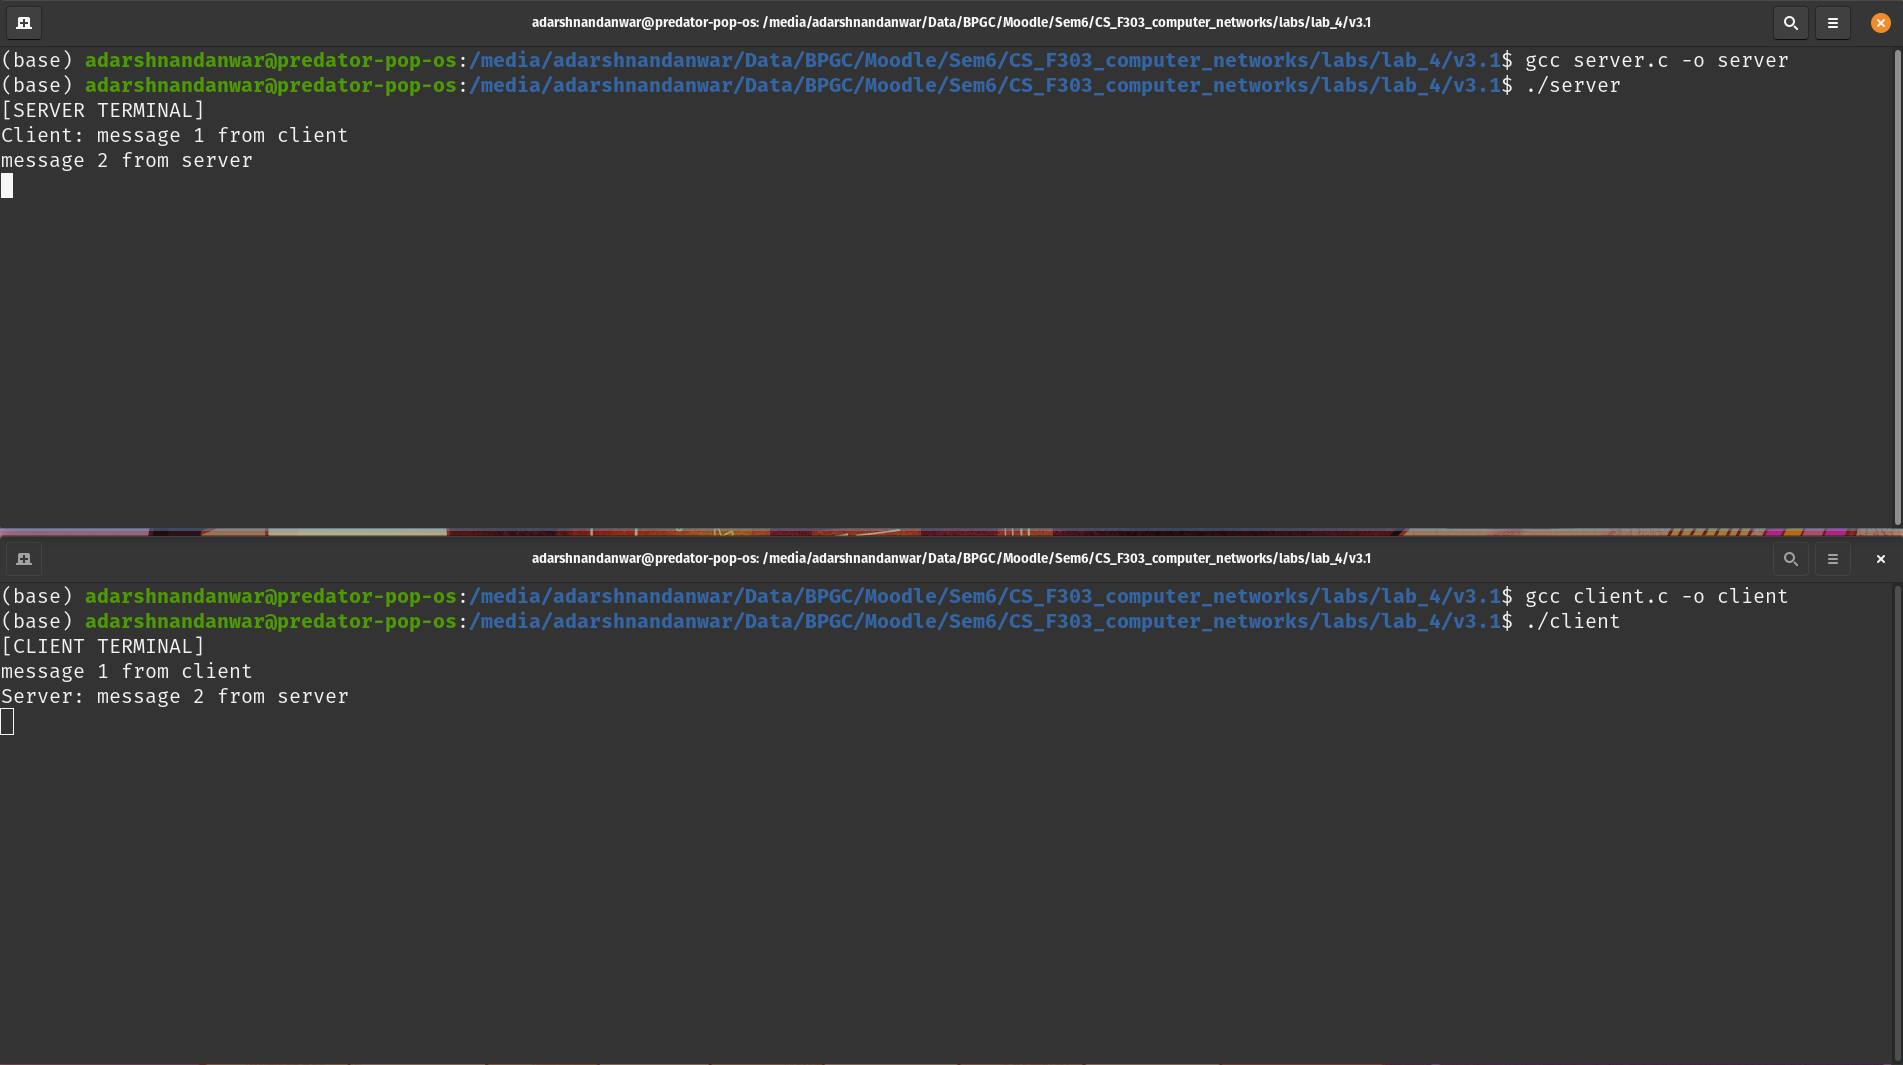 adarshnandanwar@predator-pop-os: /media/adarshnandanwar/Data/BPGC/Moodle/Sem6/CS_F303_computer_networks/labs/lab_4/v3.1
(base) adarshnandanwar@predator-pop-os:/media/adarshnandanwar/Data/BPGC/Moodle/Sem6/CS_F303_computer_networks/labs/lab_4/v3.1$ gcc server.c -o server
(base) adarshnandanwar@predator-pop-os:/media/adarshnandanwar/Data/BPGC/Moodle/Sem6/CS_F303_computer_networks/labs/lab_4/v3.1$ ./server
[SERVER TERMINAL]
Client: message 1 from client
message 2 from server
adarshnandanwar@predator-pop-os: /media/adarshnandanwar/Data/BPGC/Moodle/Sem6/CS_F303_computer_networks/labs/lab_4/v3.1
(base) adarshnandanwar@predator-pop-os:/media/adarshnandanwar/Data/BPGC/Moodle/Sem6/CS_F303_computer_networks/labs/lab_4/v3.1$ gcc client.c -o client
(base) adarshnandanwar@predator-pop-os:/media/adarshnandanwar/Data/BPGC/Moodle/Sem6/CS_F303_computer_networks/labs/lab_4/v3.1$ ./client
[CLIENT TERMINAL]
message 1 from client
Server: message 2 from server